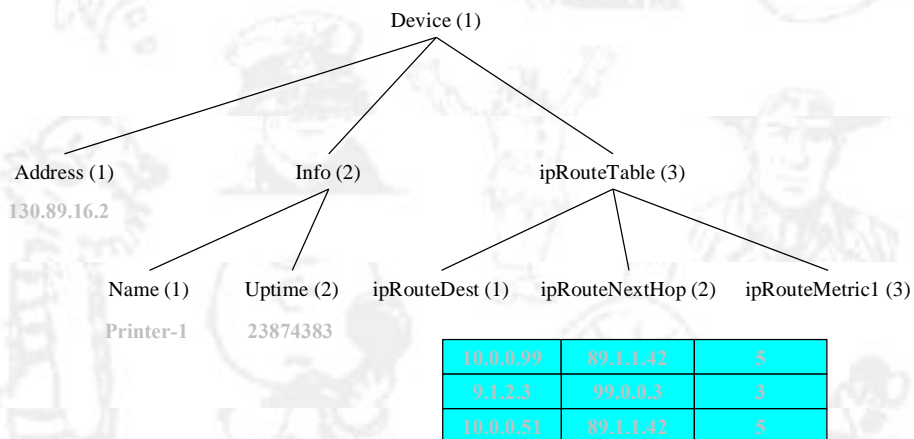 Device (1)
Address (1) Info (2) ipRouteTable (3)
130.89.16.2
Name (1) Uptime (2) ipRouteDest (1) ipRouteNextHop (2) ipRouteMetric1 (3)
Printer-1 23874383
10.0.0.99 89.1.1.42 5
9.1.2.3 99.0.0.3 3
10.0.0.51 89.1.1.42 5